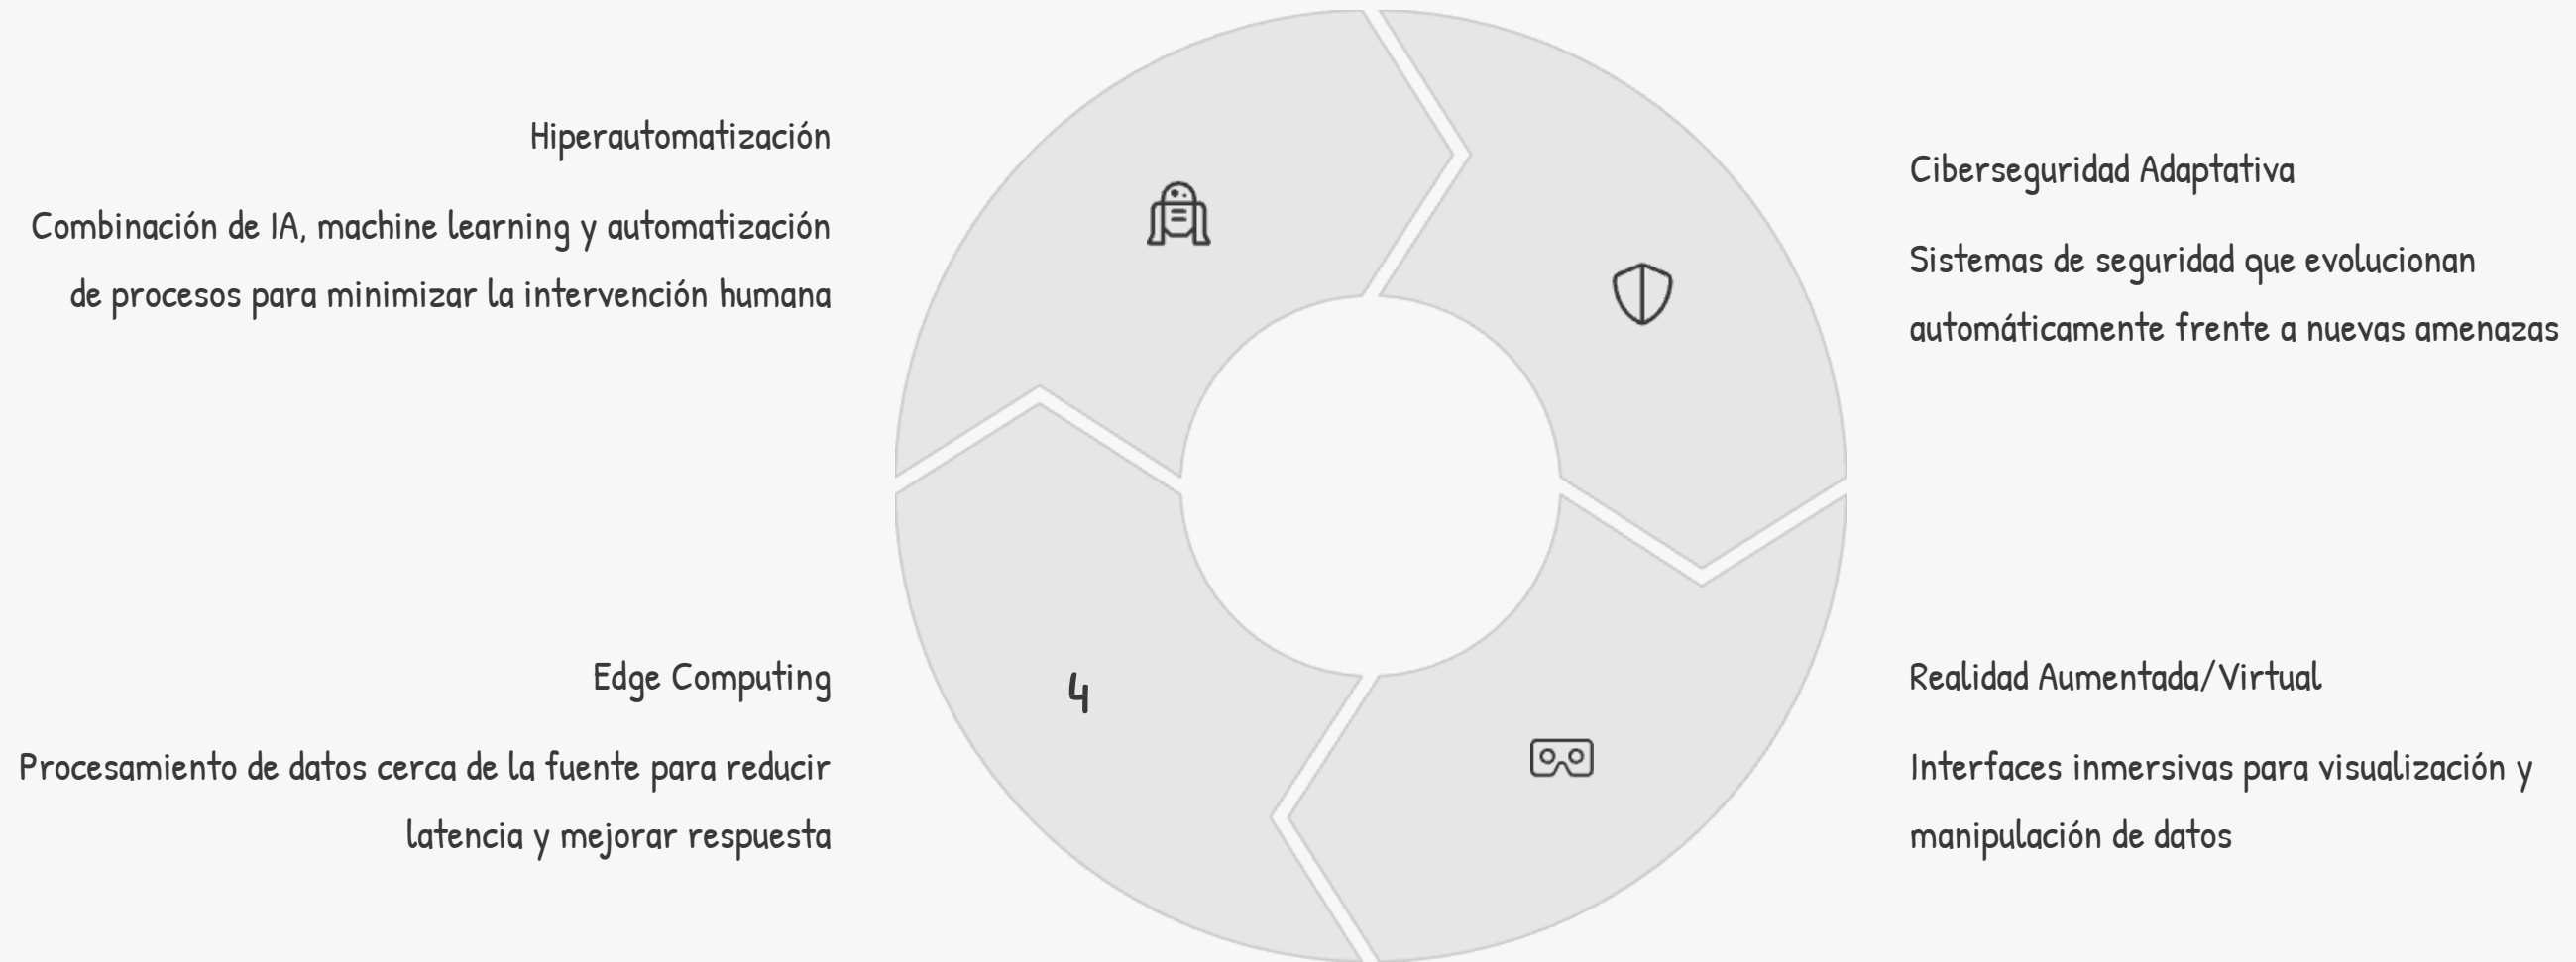 Hiperautomatización
Combinación de IA, machine learning y automatización
de procesos para minimizar la intervención humana
Ciberseguridad Adaptativa
Sistemas de seguridad que evolucionan
automáticamente frente a nuevas amenazas
Edge Computing
Procesamiento de datos cerca de la fuente para reducir
latencia y mejorar respuesta
4
Realidad Aumentada/Virtual
Interfaces inmersivas para visualización y
manipulación de datos